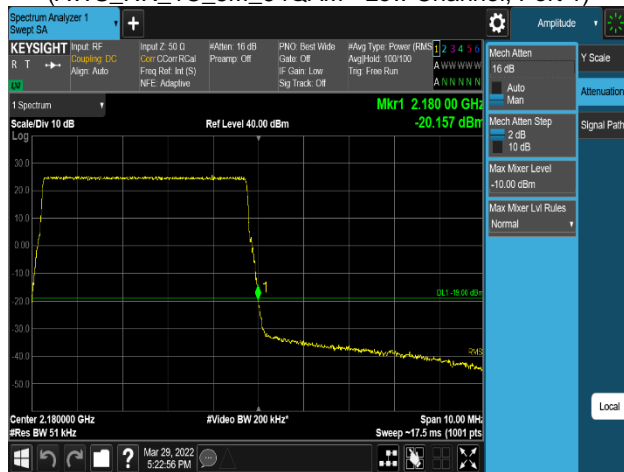 Spectrum Analyzer 1
Swept SA
+
Amplitude
KEYSIGHT
R T
LV
Input: RF
Coupling: DC
Align: Auto
Input Z: 50 Ω
Corr CCorr RCal
Freq Ref: Int (S)
NFE: Adaptive
#Atten: 16 dB
Preamp: Off
PNO: Best Wide
Gate: Off
IF Gain: Low
Sig Track: Off
#Avg Type: Power (RMS
Avg|Hold: 100/100
Trig: Free Run
1 2 3 4 5 6
A W W W W W
A N N N N N
1 Spectrum
Scale/Div 10 dB
Log
Ref Level 40.00 dBm
Mkr1 2.180 00 GHz
-20.157 dBm
30.0
20.0
10.0
0.00
-10.0
-20.0
-30.0
-40.0
-50.0
1
DL1 -19.00 dBm
RMS
Center 2.180000 GHz
#Res BW 51 kHz
#Video BW 200 kHz*
Span 10.00 MHz
Sweep ~17.5 ms (1001 pts
Mech Atten
16 dB
Auto
Man
Mech Atten Step
2 dB
10 dB
Max Mixer Level
-10.00 dBm
Max Mixer Lvl Rules
Normal
Y Scale
Attenuation
Signal Path
Local
?
Mar 29, 2022
5:22:56 PM